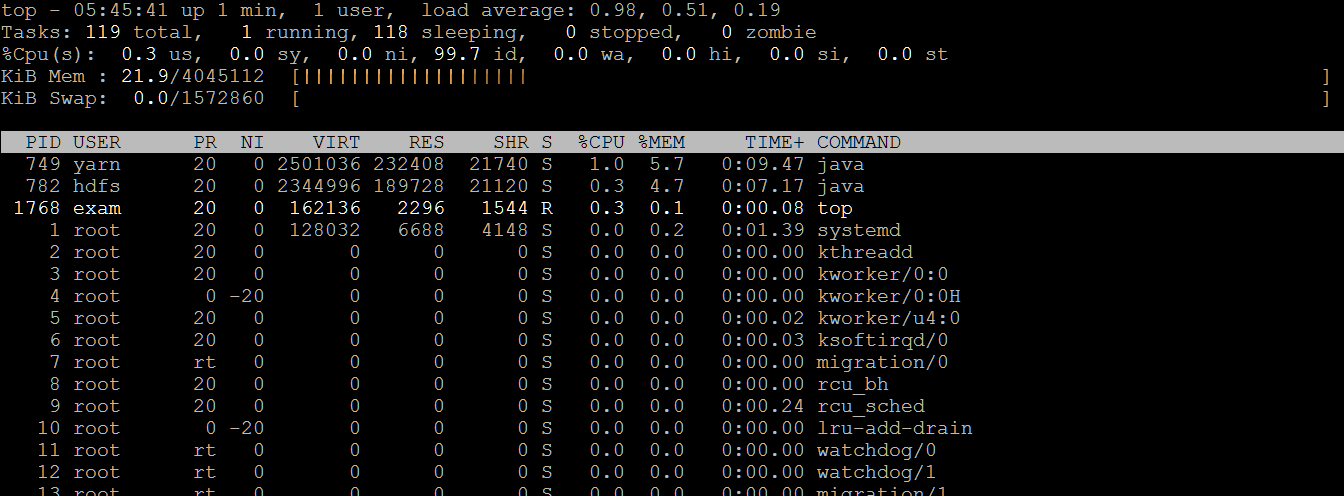 top - 05:45:41 up 1 min,  1 user,  load average: 0.98, 0.51, 0.19
Tasks: 119 total,   1 running, 118 sleeping,   0 stopped,   0 zombie
%Cpu(s):  0.3 us,  0.0 sy,  0.0 ni, 99.7 id,  0.0 wa,  0.0 hi,  0.0 si,  0.0 st
KiB Mem : 21.9/4045112  [|||||||||||||||||||                                                                  ]
KiB Swap:  0.0/1572860  [                                                                                     ]
  PID USER      PR  NI    VIRT    RES    SHR S  %CPU %MEM     TIME+ COMMAND
  749 yarn      20   0 2501036 232408  21740 S   1.0  5.7   0:09.47 java
  782 hdfs      20   0 2344996 189728  21120 S   0.3  4.7   0:07.17 java
 1768 exam      20   0  162136   2296   1544 R   0.3  0.1   0:00.08 top
    1 root      20   0  128032   6688   4148 S   0.0  0.2   0:01.39 systemd
    2 root      20   0       0      0      0 S   0.0  0.0   0:00.00 kthreadd
    3 root      20   0       0      0      0 S   0.0  0.0   0:00.00 kworker/0:0
    4 root       0 -20       0      0      0 S   0.0  0.0   0:00.00 kworker/0:0H
    5 root      20   0       0      0      0 S   0.0  0.0   0:00.02 kworker/u4:0
    6 root      20   0       0      0      0 S   0.0  0.0   0:00.03 ksoftirqd/0
    7 root      rt   0       0      0      0 S   0.0  0.0   0:00.00 migration/0
    8 root      20   0       0      0      0 S   0.0  0.0   0:00.00 rcu_bh
    9 root      20   0       0      0      0 S   0.0  0.0   0:00.24 rcu_sched
   10 root       0 -20       0      0      0 S   0.0  0.0   0:00.00 lru-add-drain
   11 root      rt   0       0      0      0 S   0.0  0.0   0:00.00 watchdog/0
   12 root      rt   0       0      0      0 S   0.0  0.0   0:00.00 watchdog/1
   13 root      rt   0       0      0      0 S   0.0  0.0   0:00.00 migration/1